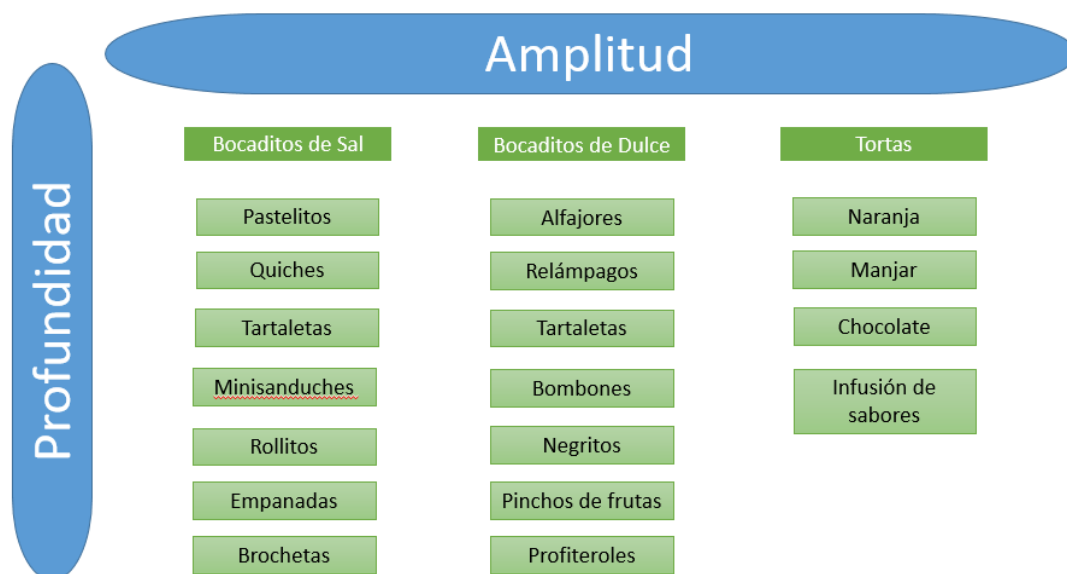 Amplitud
Profundidad
Bocaditos de Sal
Pastelitos
Quiches
Tartaletas
Minisanduches
Rollitos
Empanadas
Brochetas
Bocaditos de Dulce
Alfajores
Relámpagos
Tartaletas
Bombones
Negritos
Pinchos de frutas
Profiteroles
Tortas
Naranja
Manjar
Chocolate
Infusión de
sabores